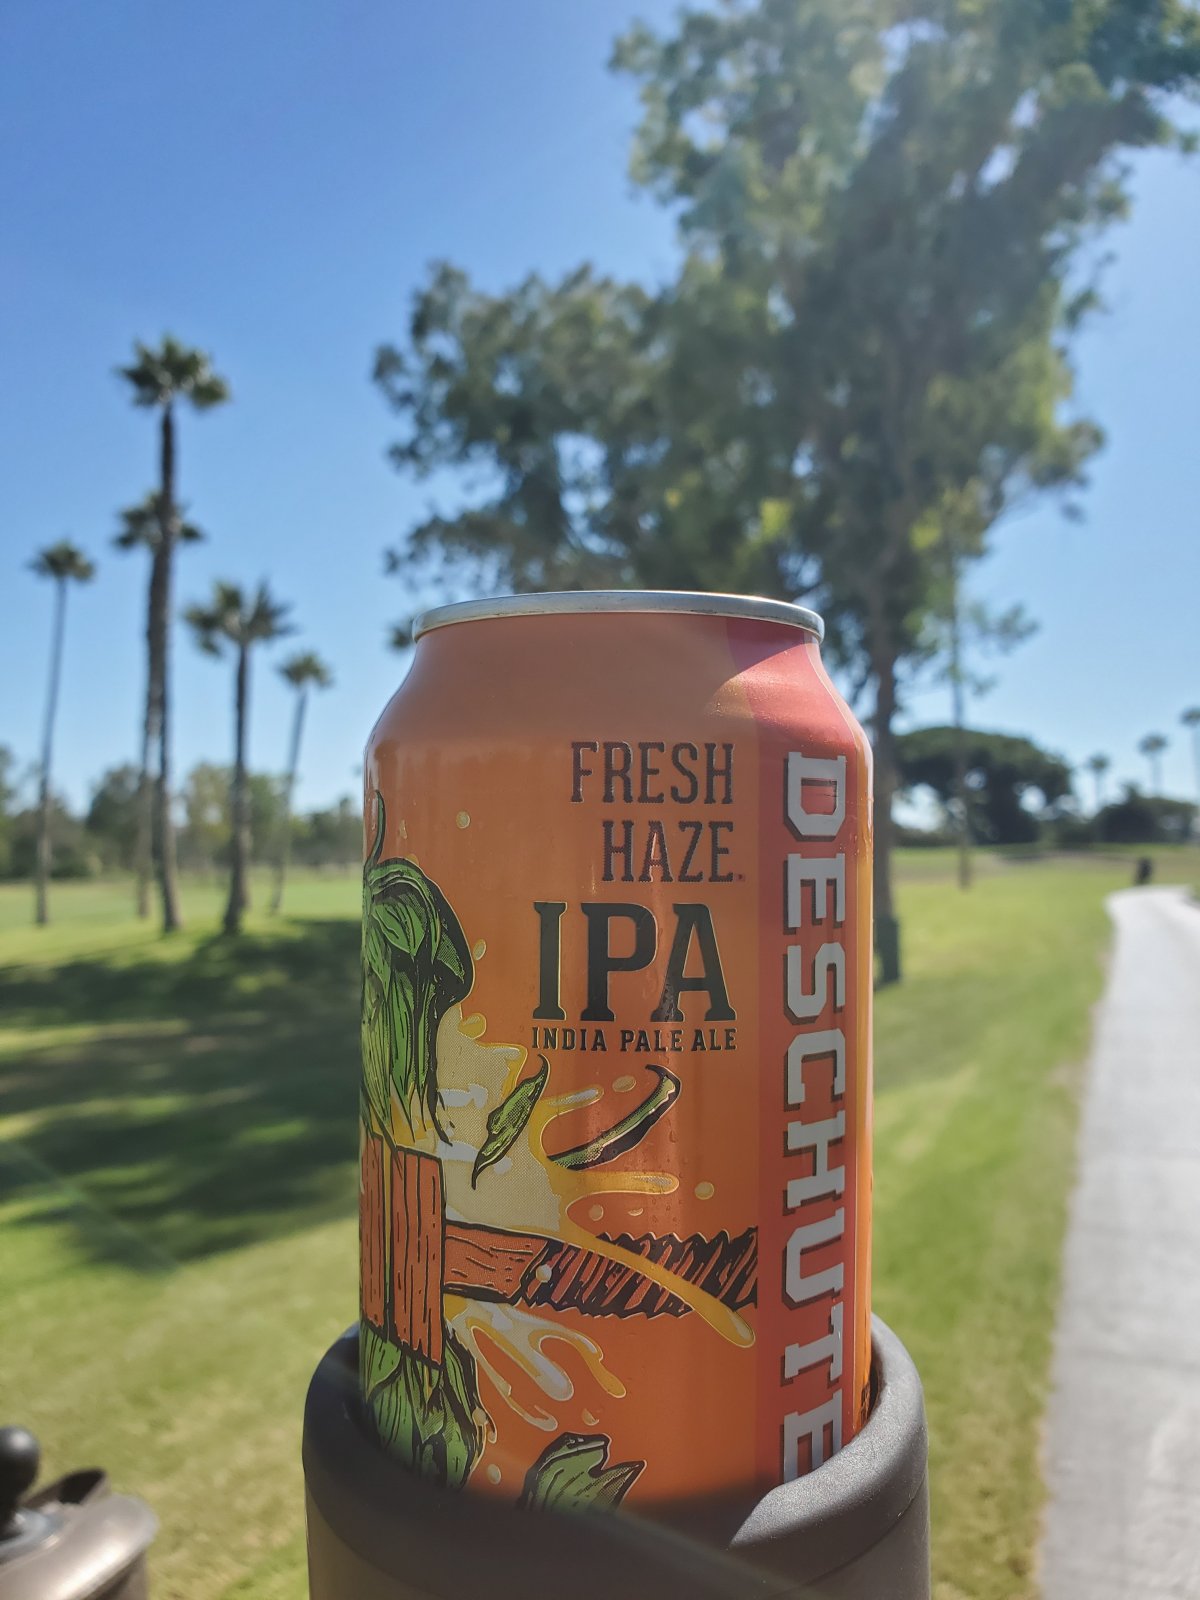 FRESH
HAZE.
IPA
INDIA PALE ALE
DESCHUTE